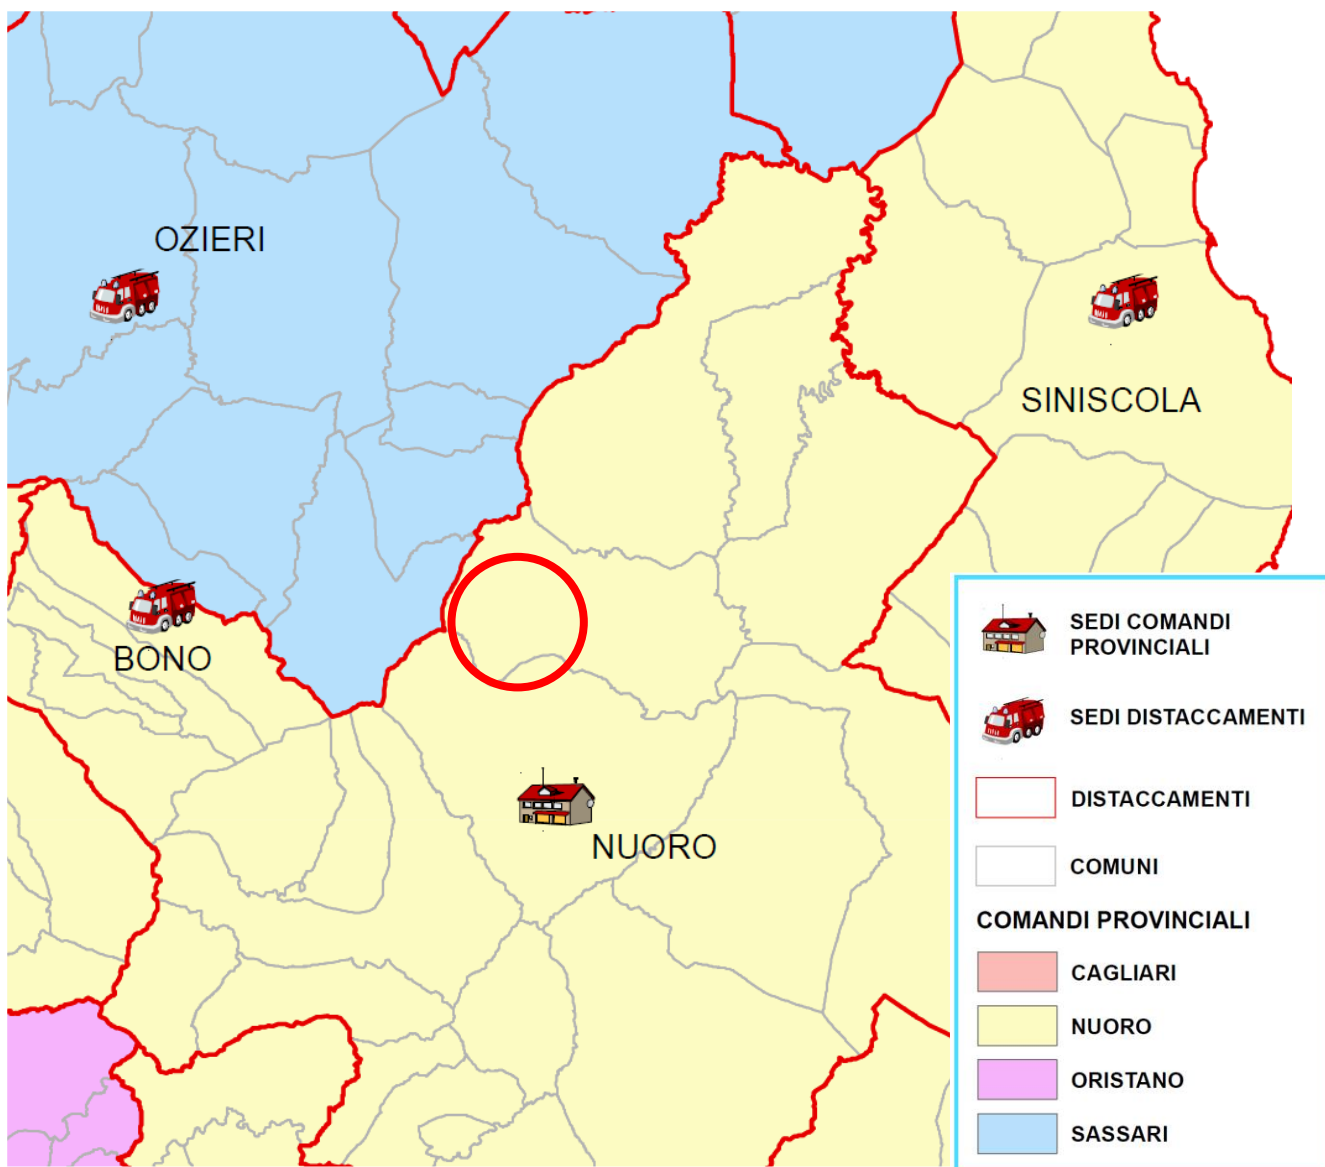 OZIERI
SINISCOLA
BONO
NUORO
SEDI COMANDI
PROVINCIALI
SEDI DISTACCAMENTI
DISTACCAMENTI
COMUNI
COMANDI PROVINCIALI
CAGLIARI
NUORO
ORISTANO
SASSARI